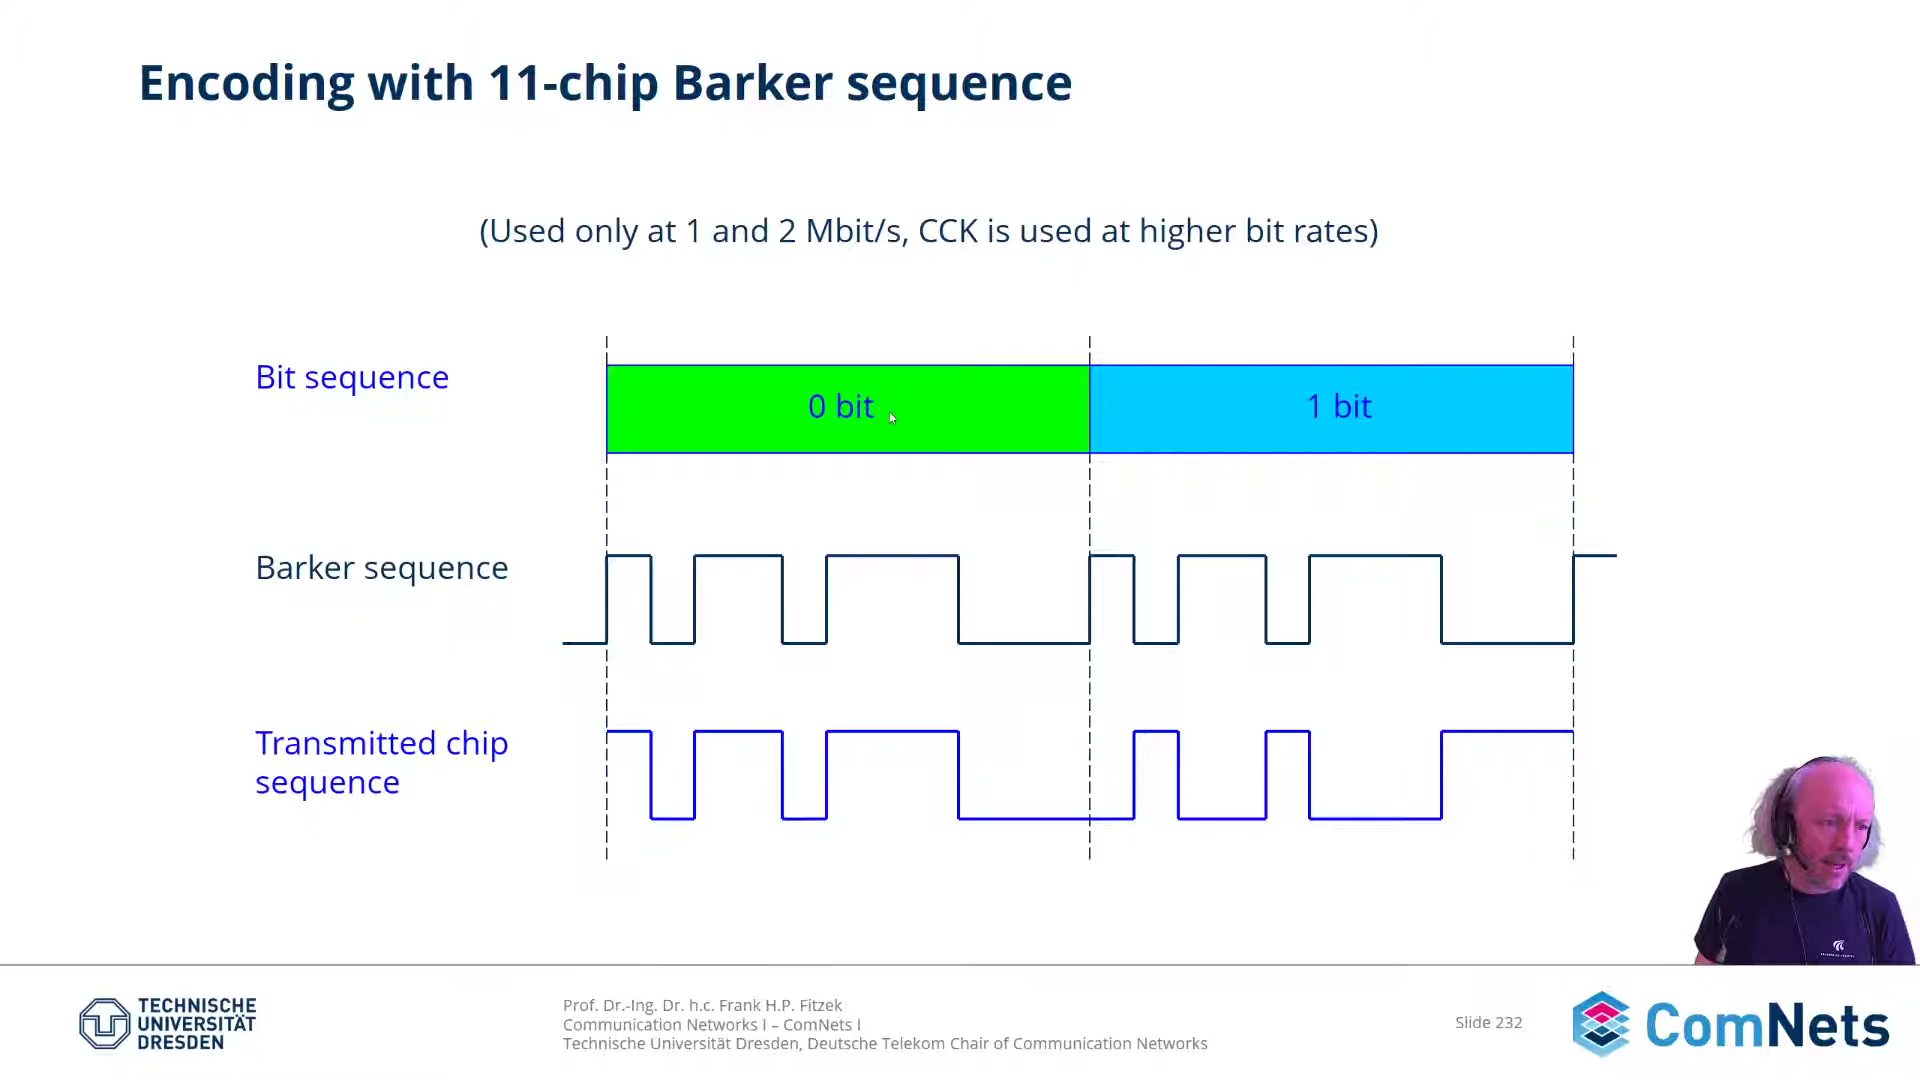 Encoding with 11-chip Barker sequence
(Used only at 1 and 2 Mbit/s, CCK is used at higher bit rates)
Bit sequence
0 bit
1 bit
Barker sequence
Transmitted chip
sequence
TECHNISCHE
UNIVERSITÄT
DRESDEN
Prof. Dr.-Ing. Dr. h.c. Frank H.P. Fitzek
Communication Networks I – ComNets I
Technische Universität Dresden, Deutsche Telekom Chair of Communication Networks
Slide 232
ComNets